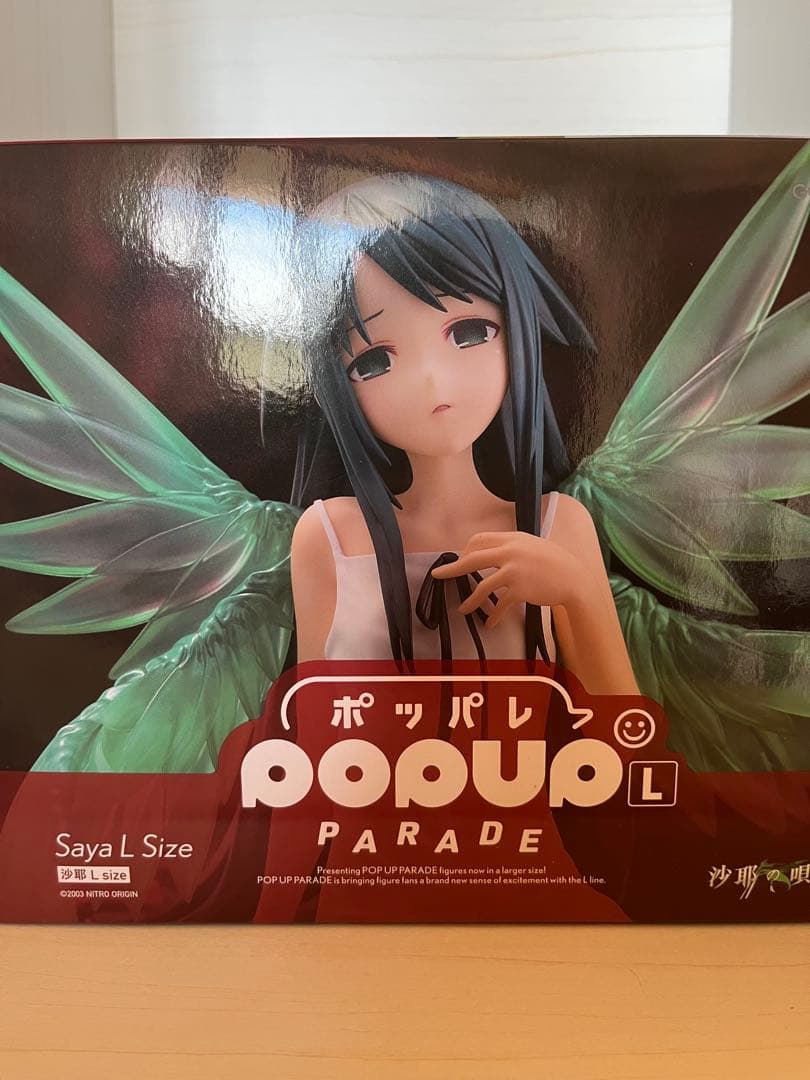 ポッパレ
POPUP L
PARADE
Saya L Size
沙耶 L size
©2003 NITRO ORIGIN
Presenting POP UP PARADE figures now in a larger size!
POP UP PARADE is bringing figure fans a brand new sense of excitement with the L line.
沙耶の唄